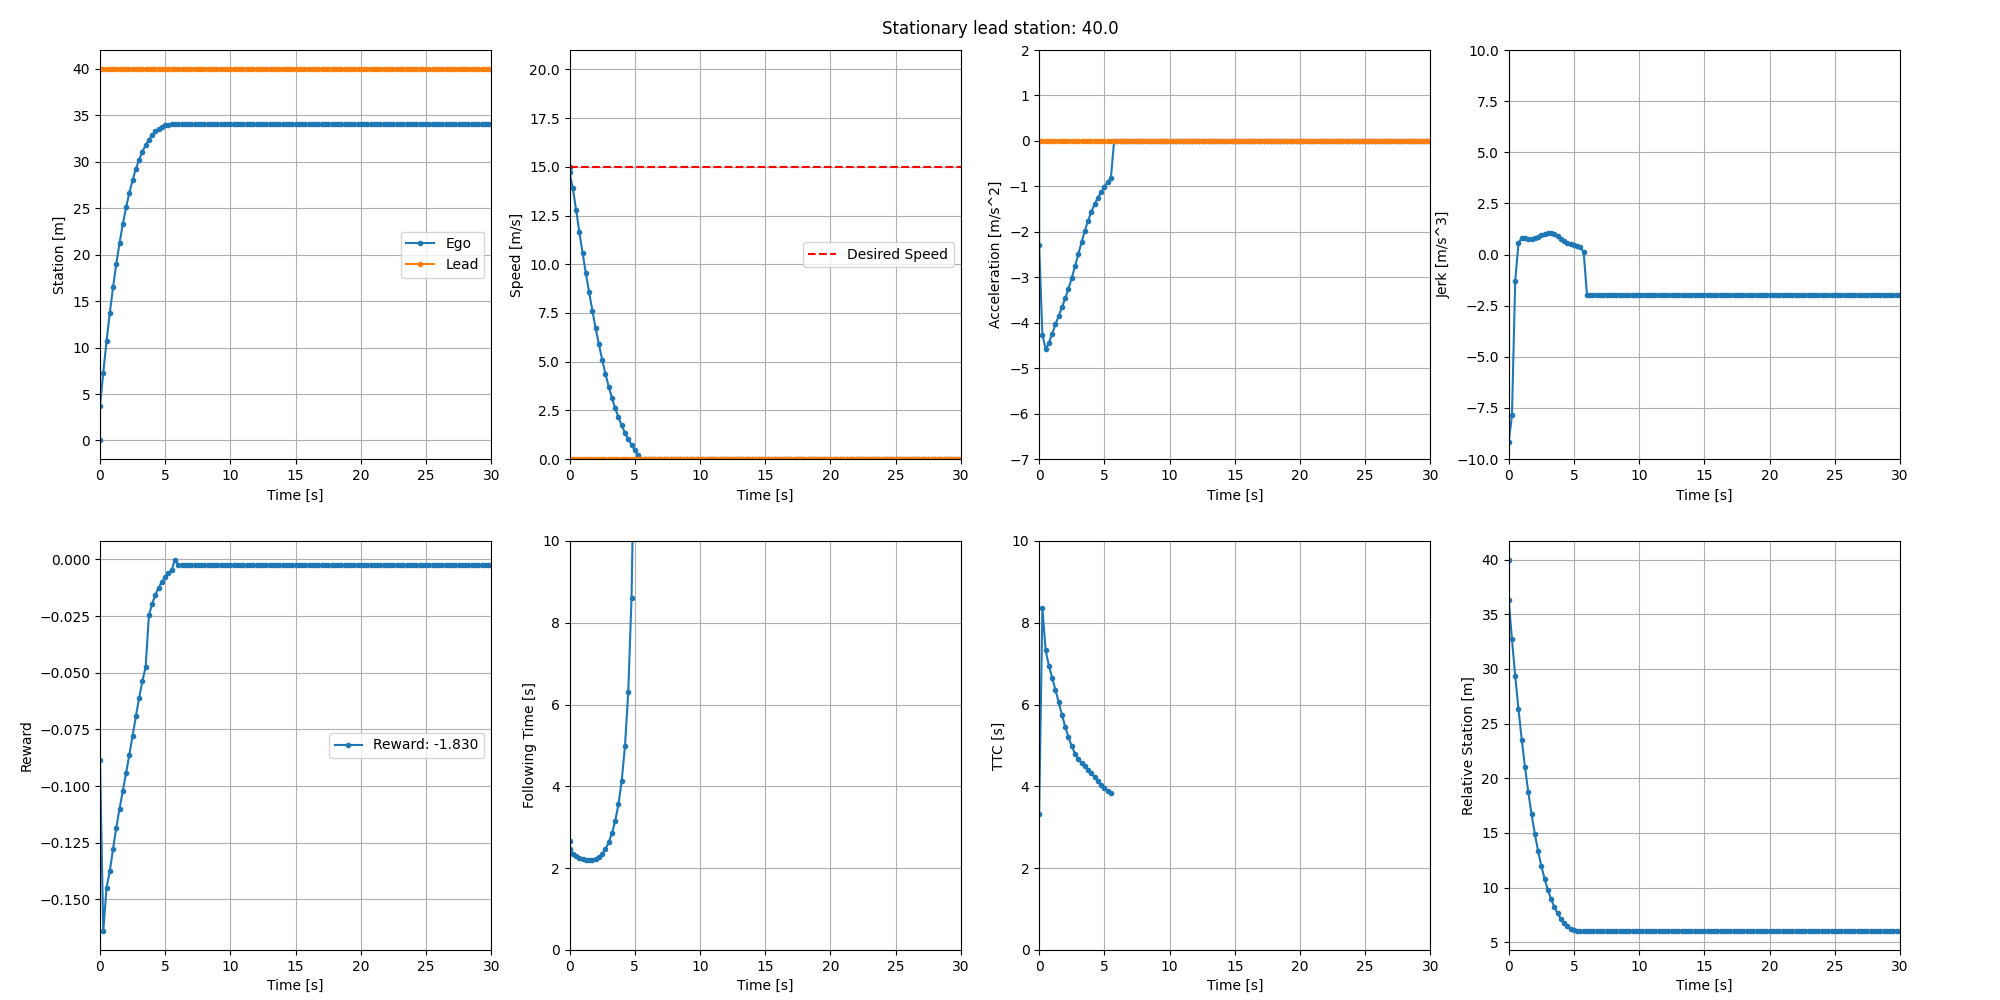 Stationary lead station: 40.0
Station [m]
40
35
30
25
20
15
10
5
0
Ego
Lead
0 5 10 15 20 25 30
Time [s]
Speed [m/s]
20.0
17.5
15.0
12.5
10.0
7.5
5.0
2.5
0.0
Desired Speed
0 5 10 15 20 25 30
Time [s]
Acceleration [m/s^2]
2
1
0
−1
−2
−3
−4
−5
−6
−7
0 5 10 15 20 25 30
Time [s]
Jerk [m/s^3]
10.0
7.5
5.0
2.5
0.0
−2.5
−5.0
−7.5
−10.0
0 5 10 15 20 25 30
Time [s]
Reward
0.000
−0.025
−0.050
−0.075
−0.100
−0.125
−0.150
Reward: -1.830
0 5 10 15 20 25 30
Time [s]
Following Time [s]
10
8
6
4
2
0
0 5 10 15 20 25 30
Time [s]
TTC [s]
10
8
6
4
2
0
0 5 10 15 20 25 30
Time [s]
Relative Station [m]
40
35
30
25
20
15
10
5
0 5 10 15 20 25 30
Time [s]